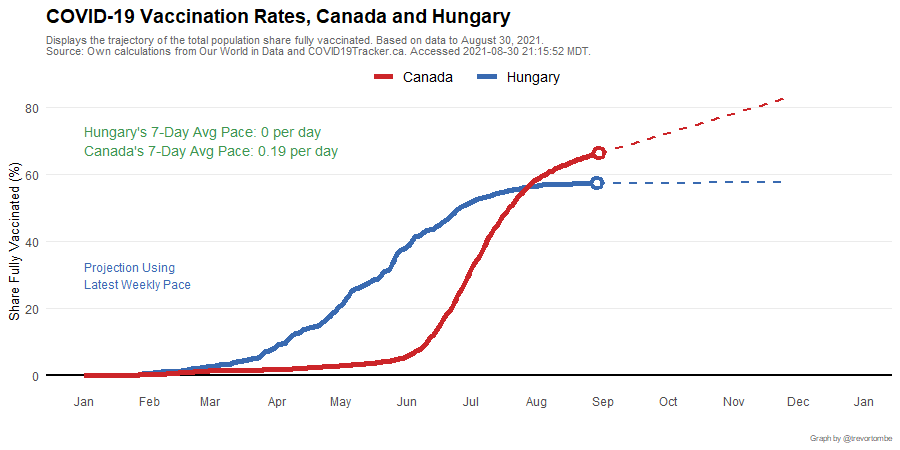 COVID-19 Vaccination Rates, Canada and Hungary
Displays the trajectory of the total population share fully vaccinated. Based on data to August 30, 2021.
Source: Own calculations from Our World in Data and COVID19Tracker.ca. Accessed 2021-08-30 21:15:52 MDT.
Canada Hungary
80
Hungary's 7-Day Avg Pace: 0 per day
Canada's 7-Day Avg Pace: 0.19 per day
60
Share Fully Vaccinated (%)
40
Projection Using
Latest Weekly Pace
20
0
Jan Feb Mar Apr May Jun Jul Aug Sep Oct Nov Dec Jan
Graph by @trevortombe